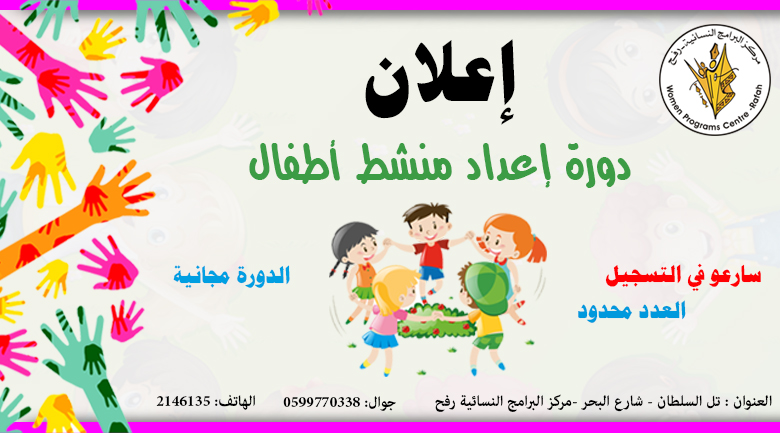 مركز البرامج النسائية - رفح
Women Programs Centre -Rafah
إعلان
دورة إعداد منشط أطفال
سارعو في التسجيل
العدد محدود
الدورة مجانية
العنوان : تل السلطان - شارع البحر -مركز البرامج النسائية رفح جوال: 0599770338 الهاتف: 2146135